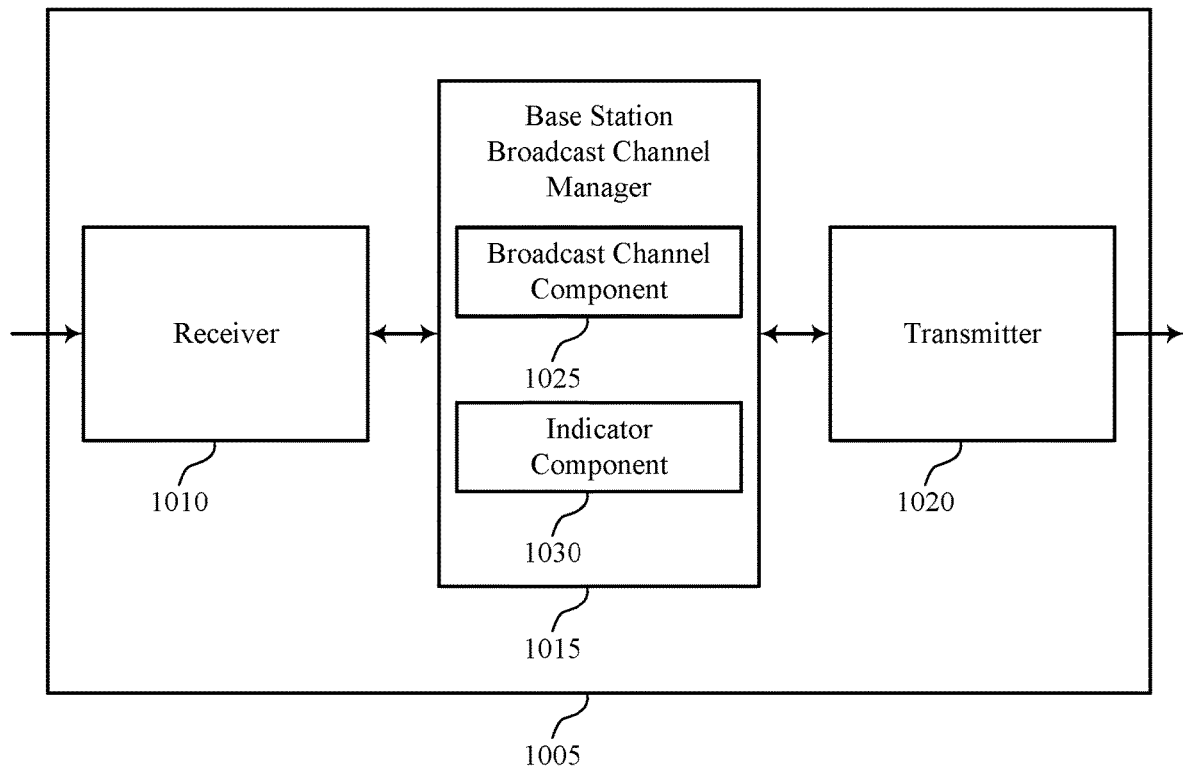 Base Station
Broadcast Channel
Manager
Broadcast Channel
Component
1025
Receiver
1010
Transmitter
1020
Indicator
Component
1030
1015
1005